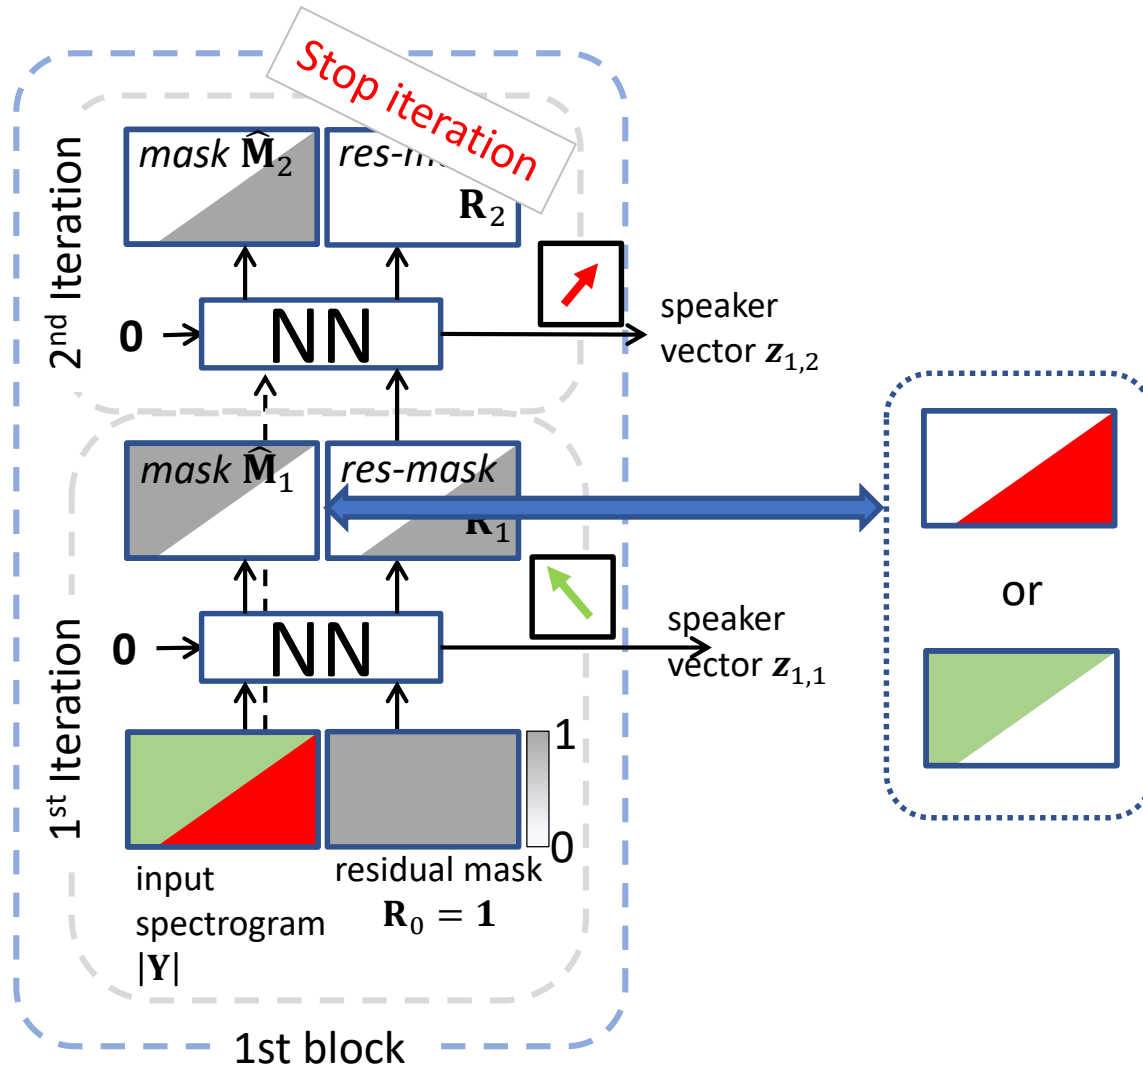 Stop iteration
mask M̂₂
res-ma
R₂
2nd Iteration
0
NN
speaker
vector z₁,₂
mask M̂₁
res-mask
R₁
or
1st Iteration
0
NN
speaker
vector z₁,₁
1
0
input
spectrogram
|Y|
residual mask
R₀ = 1
1st block